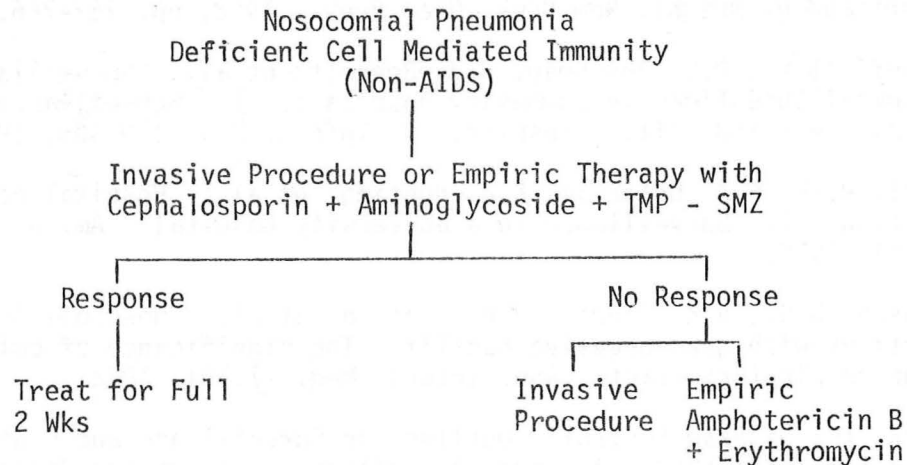 Nosocomial Pneumonia
Deficient Cell Mediated Immunity
(Non-AIDS)
Invasive Procedure or Empiric Therapy with
Cephalosporin + Aminoglycoside + TMP - SMZ
Response
No Response
Treat for Full
2 Wks
Invasive
Procedure
Empiric
Amphotericin B
+ Erythromycin